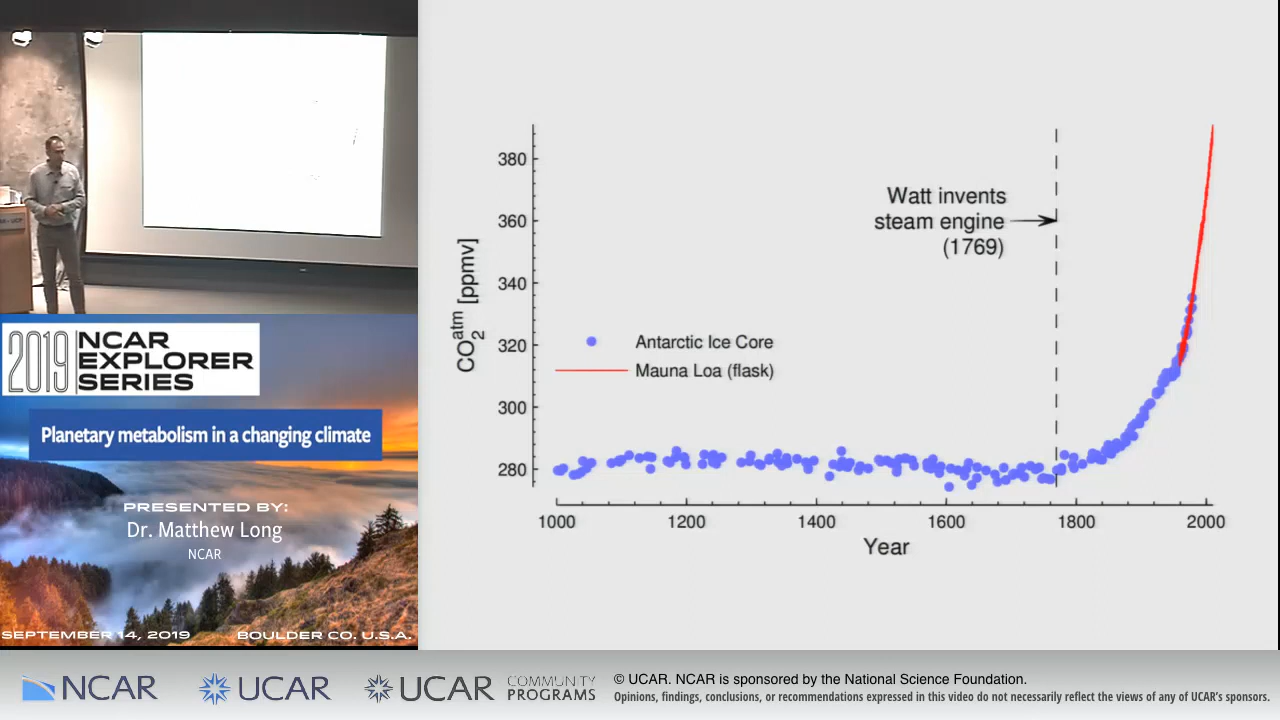 2019 NCAR
EXPLORER
SERIES
Planetary metabolism in a changing climate
PRESENTED BY:
Dr. Matthew Long
NCAR
SEPTEMBER 14, 2019 BOULDER CO. U.S.A.
Watt invents
steam engine
(1769)
Antarctic Ice Core
Mauna Loa (flask)
CO2atm [ppmv]
380
360
340
320
300
280
1000 1200 1400 1600 1800 2000
Year
NCAR UCAR UCAR COMMUNITY
PROGRAMS
© UCAR. NCAR is sponsored by the National Science Foundation.
Opinions, findings, conclusions, or recommendations expressed in this video do not necessarily reflect the views of any of UCAR's sponsors.